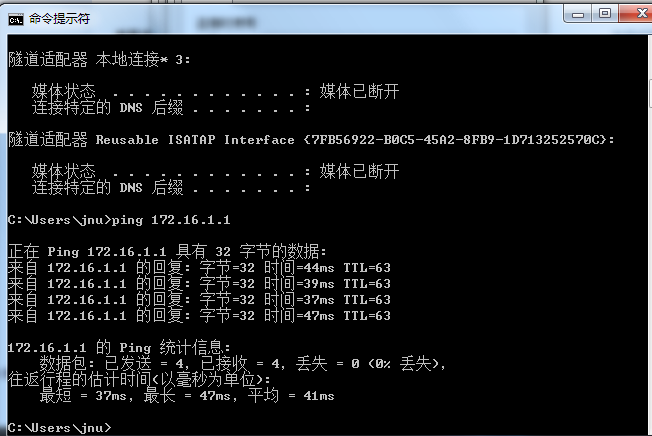 命令提示符
隧道适配器 本地连接* 3:
媒体状态 . . . . . . . . . . . . : 媒体已断开
连接特定的 DNS 后缀 . . . . . . . :
隧道适配器 Reusable ISATAP Interface {7FB56922-B0C5-45A2-8FB9-1D713252570C}:
媒体状态 . . . . . . . . . . . . : 媒体已断开
连接特定的 DNS 后缀 . . . . . . . :
C:\Users\jnu>ping 172.16.1.1
正在 Ping 172.16.1.1 具有 32 字节的数据:
来自 172.16.1.1 的回复: 字节=32 时间=44ms TTL=63
来自 172.16.1.1 的回复: 字节=32 时间=39ms TTL=63
来自 172.16.1.1 的回复: 字节=32 时间=37ms TTL=63
来自 172.16.1.1 的回复: 字节=32 时间=47ms TTL=63
172.16.1.1 的 Ping 统计信息:
数据包: 已发送 = 4, 已接收 = 4, 丢失 = 0 (0% 丢失),
往返行程的估计时间(以毫秒为单位):
最短 = 37ms, 最长 = 47ms, 平均 = 41ms
C:\Users\jnu>